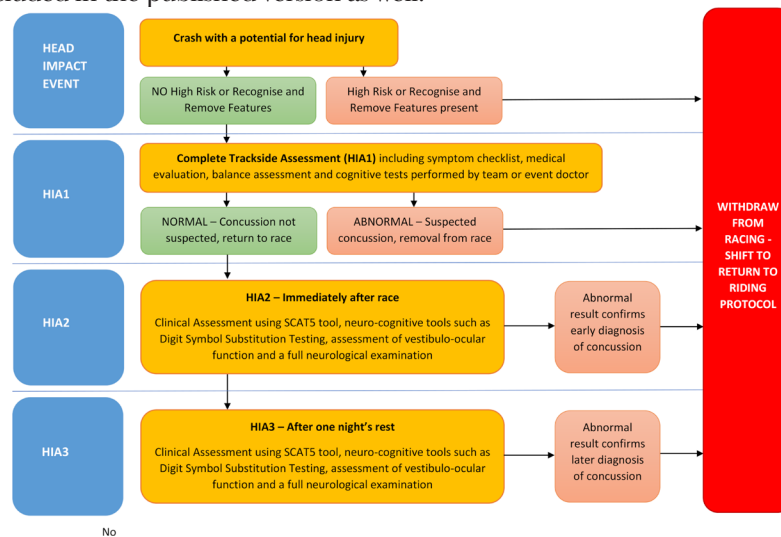 cluded in the published version as well.
HEAD
IMPACT
EVENT
Crash with a potential for head injury
NO High Risk or Recognise and
Remove Features
High Risk or Recognise and
Remove Features present
HIA1
Complete Trackside Assessment (HIA1) including symptom checklist, medical
evaluation, balance assessment and cognitive tests performed by team or event doctor
NORMAL – Concussion not
suspected, return to race
ABNORMAL – Suspected
concussion, removal from race
WITHDRAW
FROM
RACING -
SHIFT TO
RETURN TO
RIDING
PROTOCOL
HIA2
HIA2 – Immediately after race
Clinical Assessment using SCAT5 tool, neuro-cognitive tools such as
Digit Symbol Substitution Testing, assessment of vestibulo-ocular
function and a full neurological examination
Abnormal
result confirms
early diagnosis
of concussion
HIA3
HIA3 – After one night's rest
Clinical Assessment using SCAT5 tool, neuro-cognitive tools such as
Digit Symbol Substitution Testing, assessment of vestibulo-ocular
function and a full neurological examination
Abnormal
result confirms
later diagnosis
of concussion
No